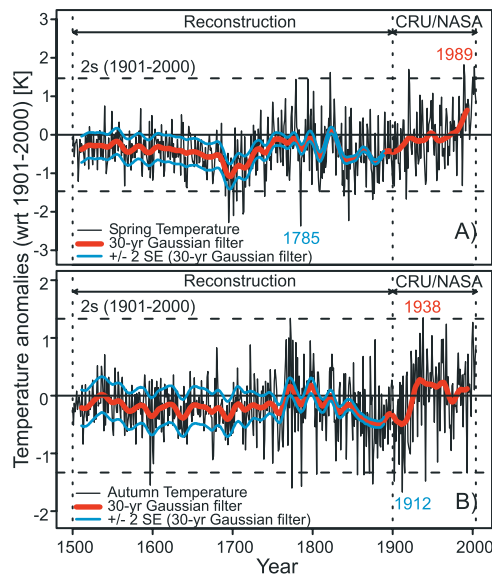 Temperature anomalies (wrt 1901-2000) [K]
3
2
1
0
-1
-2
-3
Reconstruction
CRU/NASA
1989
2s (1901-2000)
1785
Spring Temperature
30-yr Gaussian filter
+/- 2 SE (30-yr Gaussian filter)
A)
2
1
0
-1
-2
Reconstruction
CRU/NASA
2s (1901-2000)
1938
Autumn Temperature
30-yr Gaussian filter
+/- 2 SE (30-yr Gaussian filter)
1912
B)
1500 1600 1700 1800 1900 2000
Year